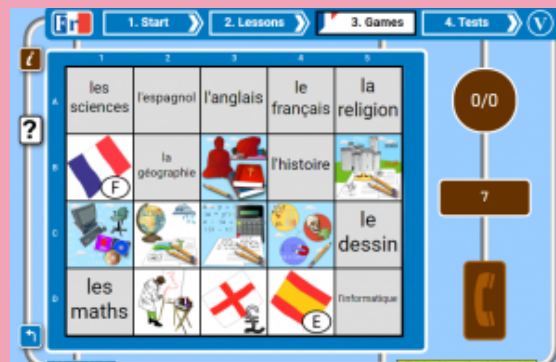 Fr
1. Start
2. Lessons
3. Games
4. Tests
V
i
1 2 3 4 5
A
les
sciences
l'espagnol
l'anglais
le
français
la
religion
0/0
?
B
F
la
géographie
l'histoire
7
C
le
dessin
D
les
maths
£
E
l'informatique